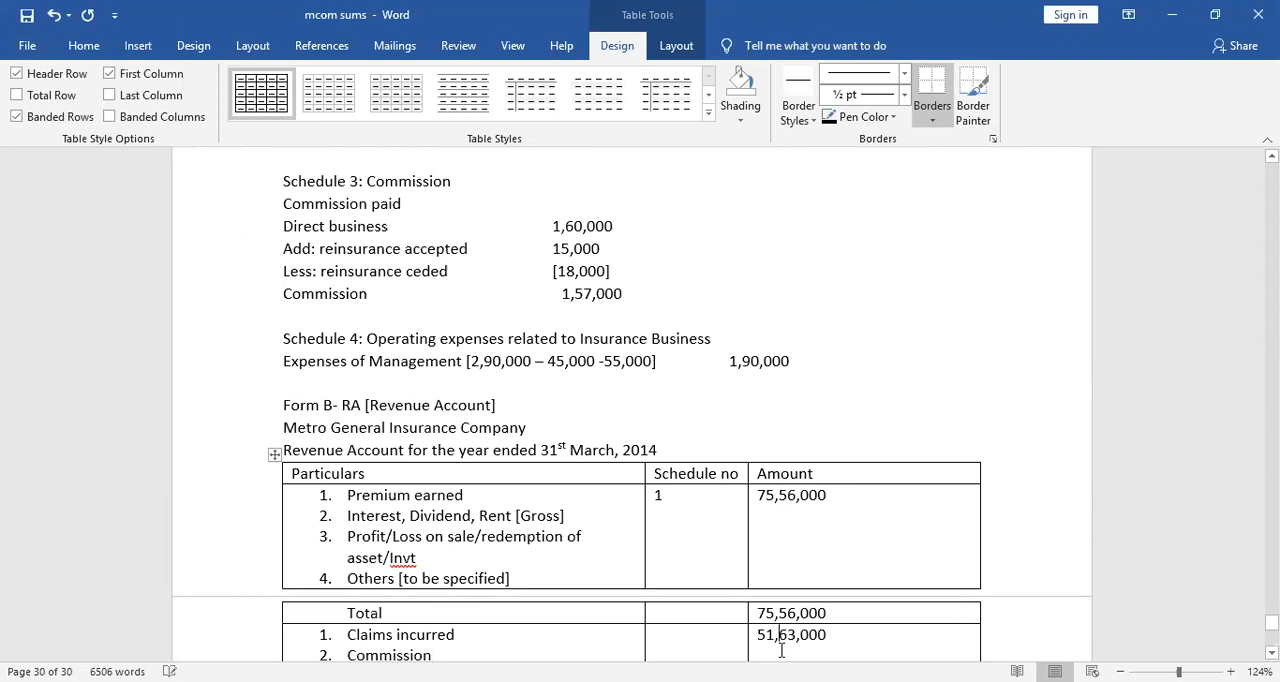 mcom sums - Word
Table Tools
Sign in
File Home Insert Design Layout References Mailings Review View Help Design Layout Tell me what you want to do Share
Header Row First Column
Total Row Last Column
Banded Rows Banded Columns
Table Style Options
Table Styles
Shading
Border Styles
½ pt
Pen Color
Borders
Border Painter
Borders
Schedule 3: Commission
Commission paid
Direct business 1,60,000
Add: reinsurance accepted 15,000
Less: reinsurance ceded [18,000]
Commission 1,57,000
Schedule 4: Operating expenses related to Insurance Business
Expenses of Management [2,90,000 – 45,000 -55,000] 1,90,000
Form B- RA [Revenue Account]
Metro General Insurance Company
Revenue Account for the year ended 31st March, 2014
Particulars Schedule no Amount
1. Premium earned 1 75,56,000
2. Interest, Dividend, Rent [Gross]
3. Profit/Loss on sale/redemption of
asset/Invt
4. Others [to be specified]
Total 75,56,000
1. Claims incurred 51,63,000
2. Commission
Page 30 of 30 6506 words 124%